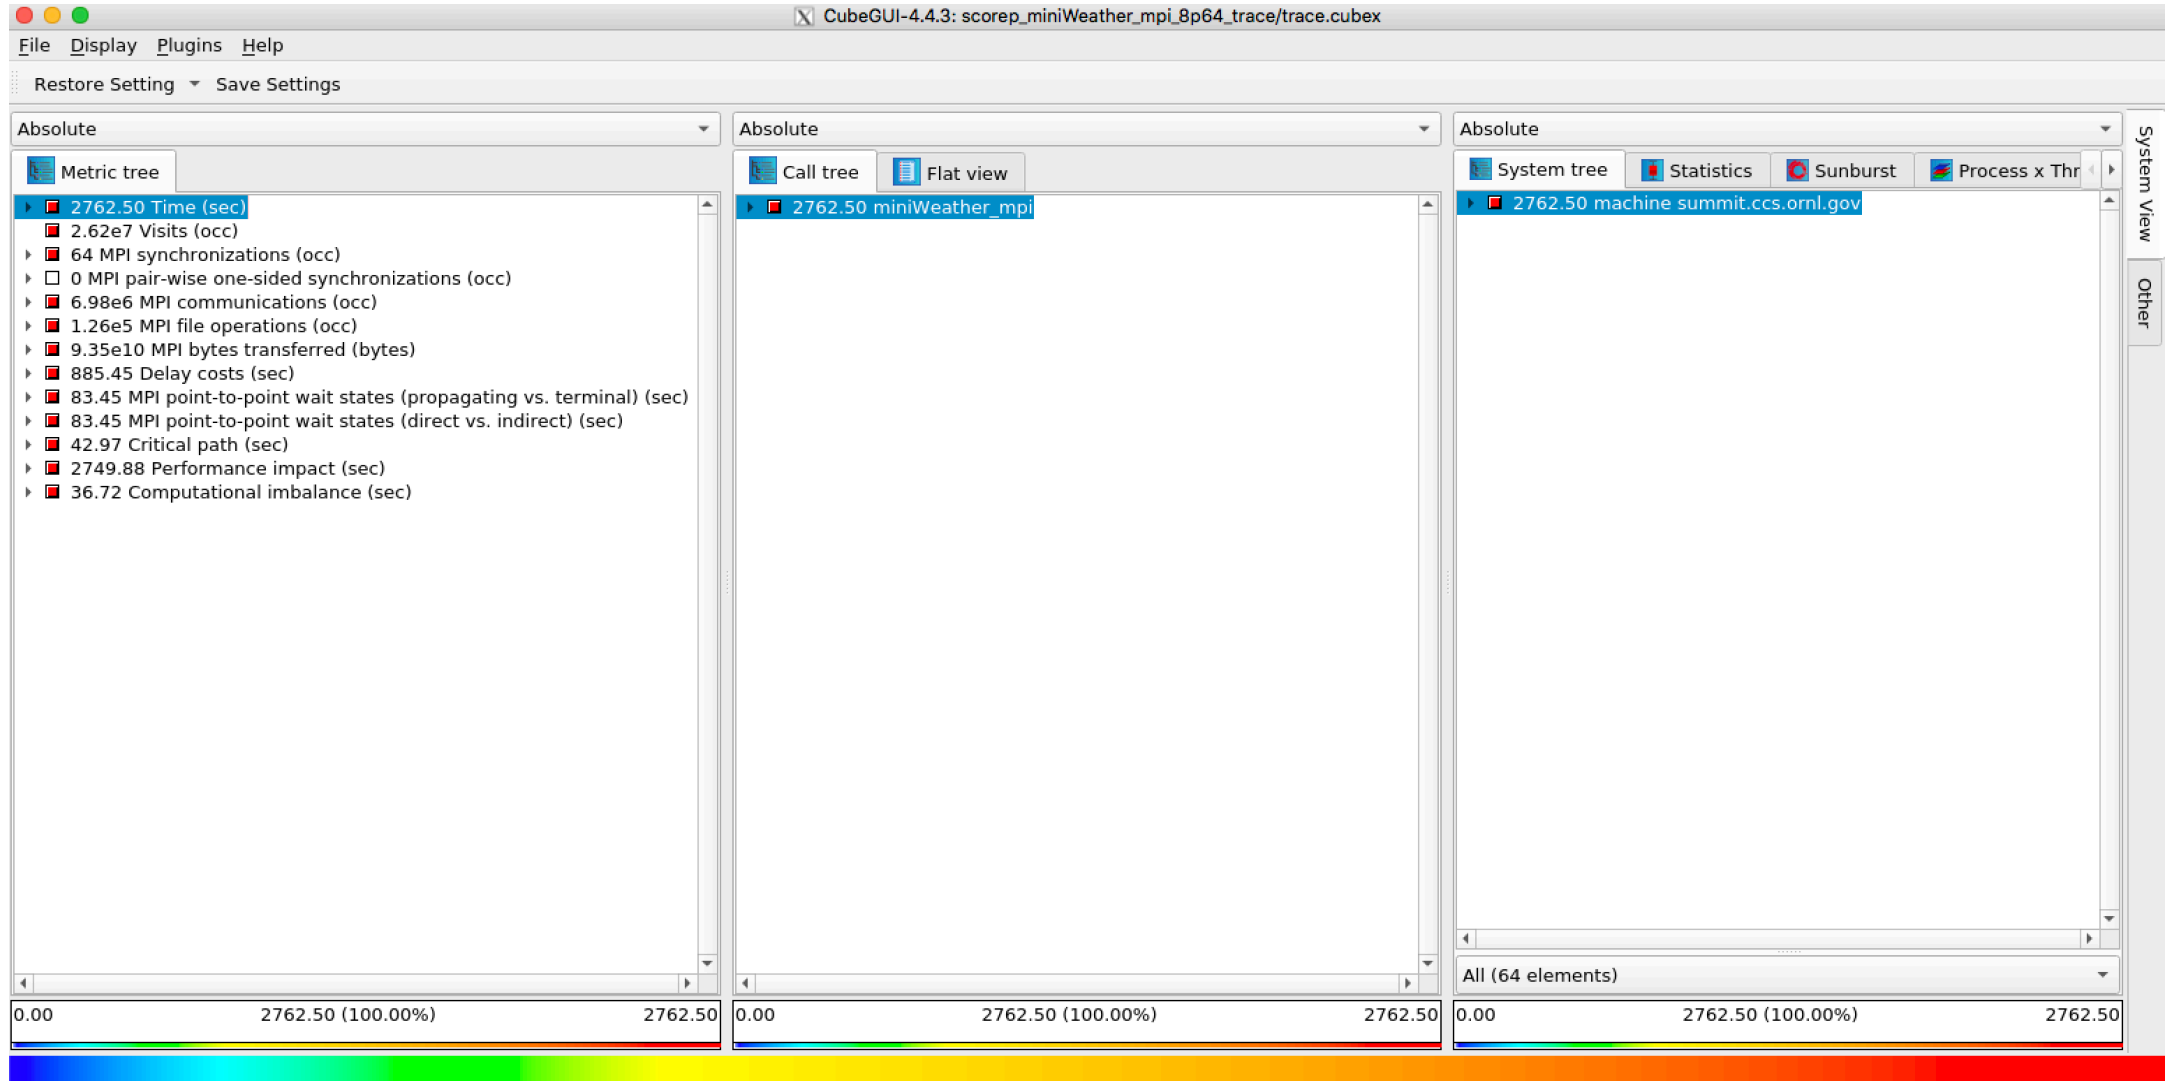 CubeGUI-4.4.3: scorep_miniWeather_mpi_8p64_trace/trace.cubex
File Display Plugins Help
Restore Setting Save Settings
Absolute
Metric tree
2762.50 Time (sec)
2.62e7 Visits (occ)
64 MPI synchronizations (occ)
0 MPI pair-wise one-sided synchronizations (occ)
6.98e6 MPI communications (occ)
1.26e5 MPI file operations (occ)
9.35e10 MPI bytes transferred (bytes)
885.45 Delay costs (sec)
83.45 MPI point-to-point wait states (propagating vs. terminal) (sec)
83.45 MPI point-to-point wait states (direct vs. indirect) (sec)
42.97 Critical path (sec)
2749.88 Performance impact (sec)
36.72 Computational imbalance (sec)
0.00 2762.50 (100.00%) 2762.50
Absolute
Call tree Flat view
2762.50 miniWeather_mpi
0.00 2762.50 (100.00%) 2762.50
Absolute
System tree Statistics Sunburst Process x Thr
2762.50 machine summit.ccs.ornl.gov
All (64 elements)
0.00 2762.50 (100.00%) 2762.50
System View
Other